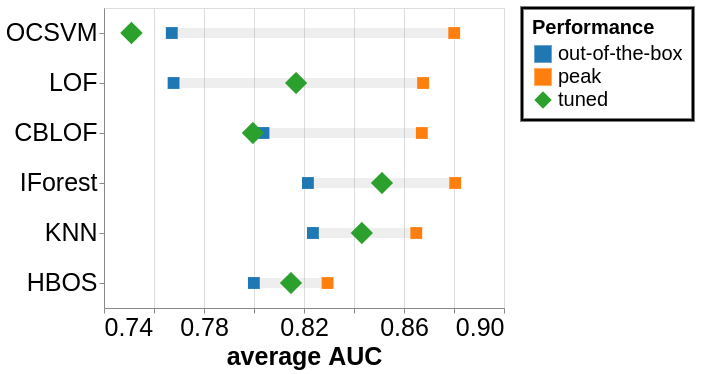 OCSVM
LOF
CBLOF
IForest
KNN
HBOS
0.74 0.78 0.82 0.86 0.90
average AUC
Performance
out-of-the-box
peak
tuned